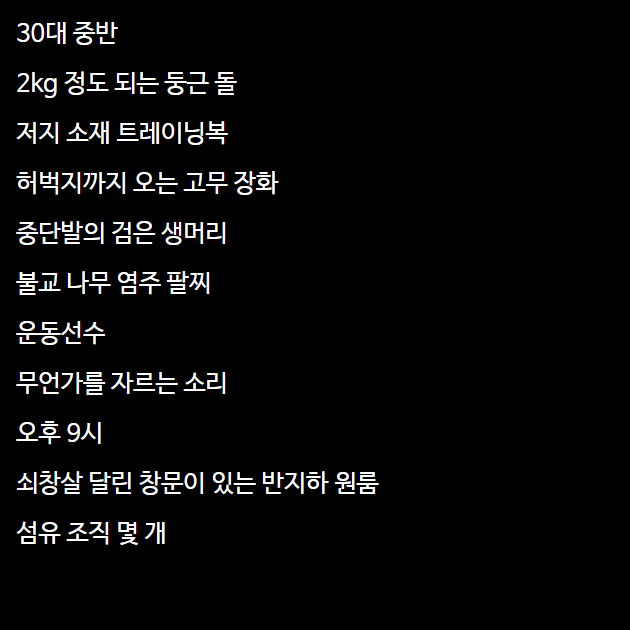 30대 중반
2kg 정도 되는 둥근 돌
저지 소재 트레이닝복
허벅지까지 오는 고무 장화
중단발의 검은 생머리
불교 나무 염주 팔찌
운동선수
무언가를 자르는 소리
오후 9시
쇠창살 달린 창문이 있는 반지하 원룸
섬유 조직 몇 개